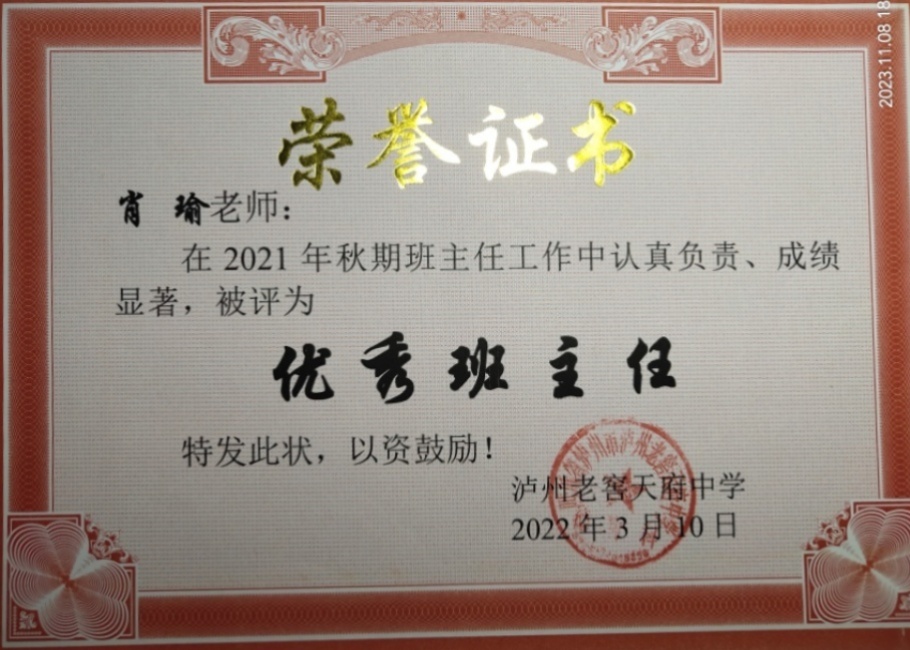 2023.11.08 18
荣誉证书
肖 瑜老师：
在 2021 年秋期班主任工作中认真负责、成绩
显著，被评为
优秀班主任
特发此状，以资鼓励！
泸州老窖天府中学
2022 年 3 月 10 日